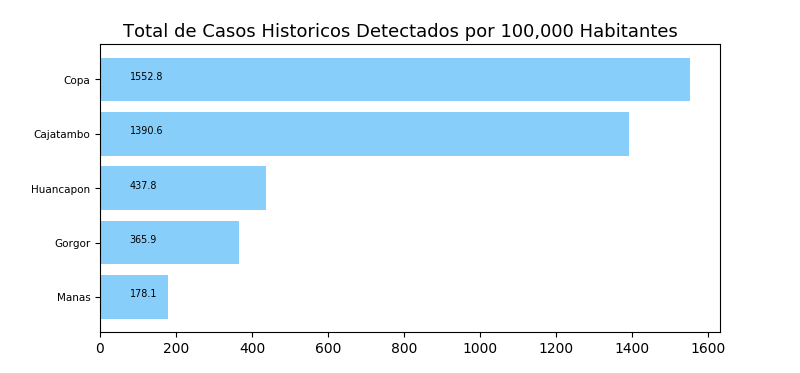 Total de Casos Historicos Detectados por 100,000 Habitantes
Copa 1552.8
Cajatambo 1390.6
Huancapon 437.8
Gorgor 365.9
Manas 178.1
0 200 400 600 800 1000 1200 1400 1600